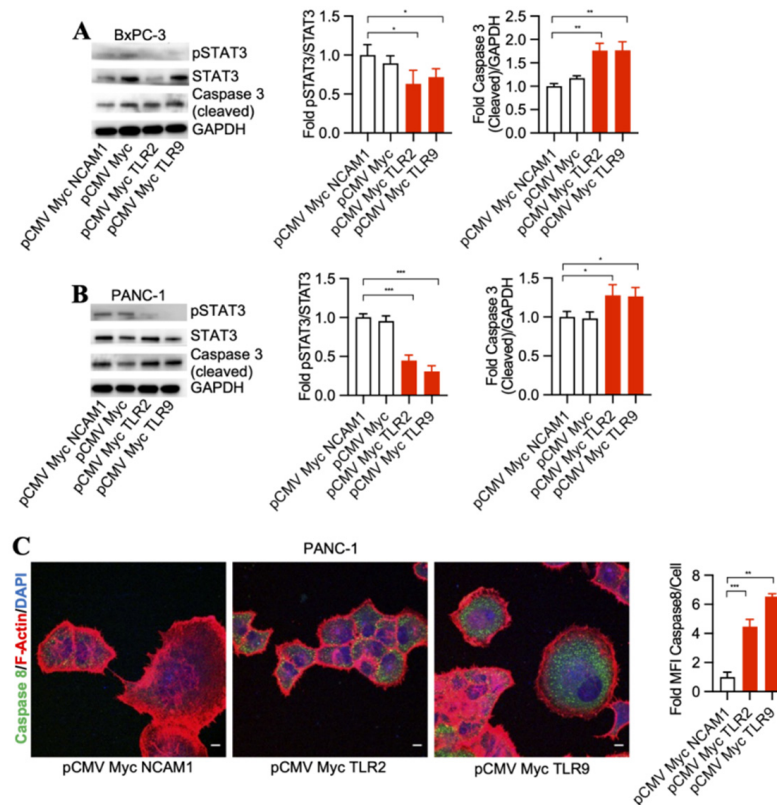 A
BxPC-3
pSTAT3
STAT3
Caspase 3
(cleaved)
GAPDH
pCMV Myc NCAM1
pCMV Myc
pCMV Myc TLR2
pCMV Myc TLR9
Fold pSTAT3/STAT3
1.5
1.0
0.5
0.0
*
*
pCMV Myc NCAM1
pCMV Myc
pCMV Myc TLR2
pCMV Myc TLR9
Fold Caspase 3
(Cleaved)/GAPDH
2.5
2.0
1.5
1.0
0.5
0.0
**
**
pCMV Myc NCAM1
pCMV Myc
pCMV Myc TLR2
pCMV Myc TLR9
B
PANC-1
pSTAT3
STAT3
Caspase 3
(cleaved)
GAPDH
pCMV Myc NCAM1
pCMV Myc
pCMV Myc TLR2
pCMV Myc TLR9
Fold pSTAT3/STAT3
1.5
1.0
0.5
0.0
***
***
pCMV Myc NCAM1
pCMV Myc
pCMV Myc TLR2
pCMV Myc TLR9
Fold Caspase 3
(Cleaved)/GAPDH
1.5
1.0
0.5
0.0
*
*
pCMV Myc NCAM1
pCMV Myc
pCMV Myc TLR2
pCMV Myc TLR9
C
PANC-1
Caspase 8/F-Actin/DAPI
pCMV Myc NCAM1
pCMV Myc TLR2
pCMV Myc TLR9
Fold MFI Caspase8/Cell
8
6
4
2
0
**
***
pCMV Myc NCAM1
pCMV Myc TLR2
pCMV Myc TLR9